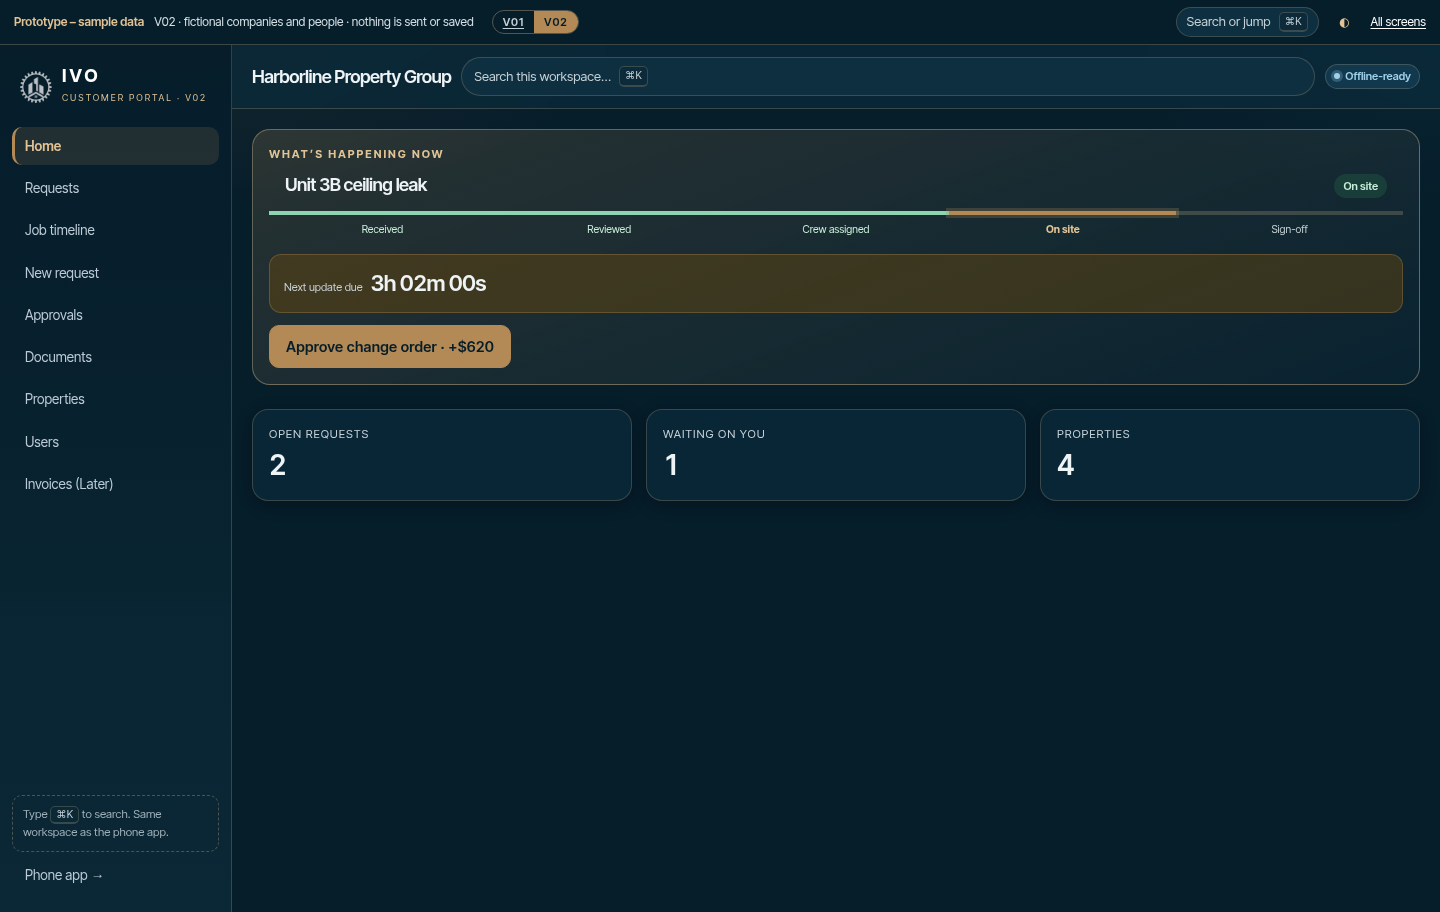 Prototype – sample data V02 · fictional companies and people · nothing is sent or saved V01 V02 Search or jump ⌘K ◐ All screens
IVO
CUSTOMER PORTAL · V02
Harborline Property Group Search this workspace... ⌘K Offline-ready
Home
Requests
Job timeline
New request
Approvals
Documents
Properties
Users
Invoices (Later)
Type ⌘K to search. Same
workspace as the phone app.
Phone app →
WHAT’S HAPPENING NOW
Unit 3B ceiling leak On site
Received Reviewed Crew assigned On site Sign-off
Next update due 3h 02m 00s
Approve change order · +$620
OPEN REQUESTS
2
WAITING ON YOU
1
PROPERTIES
4